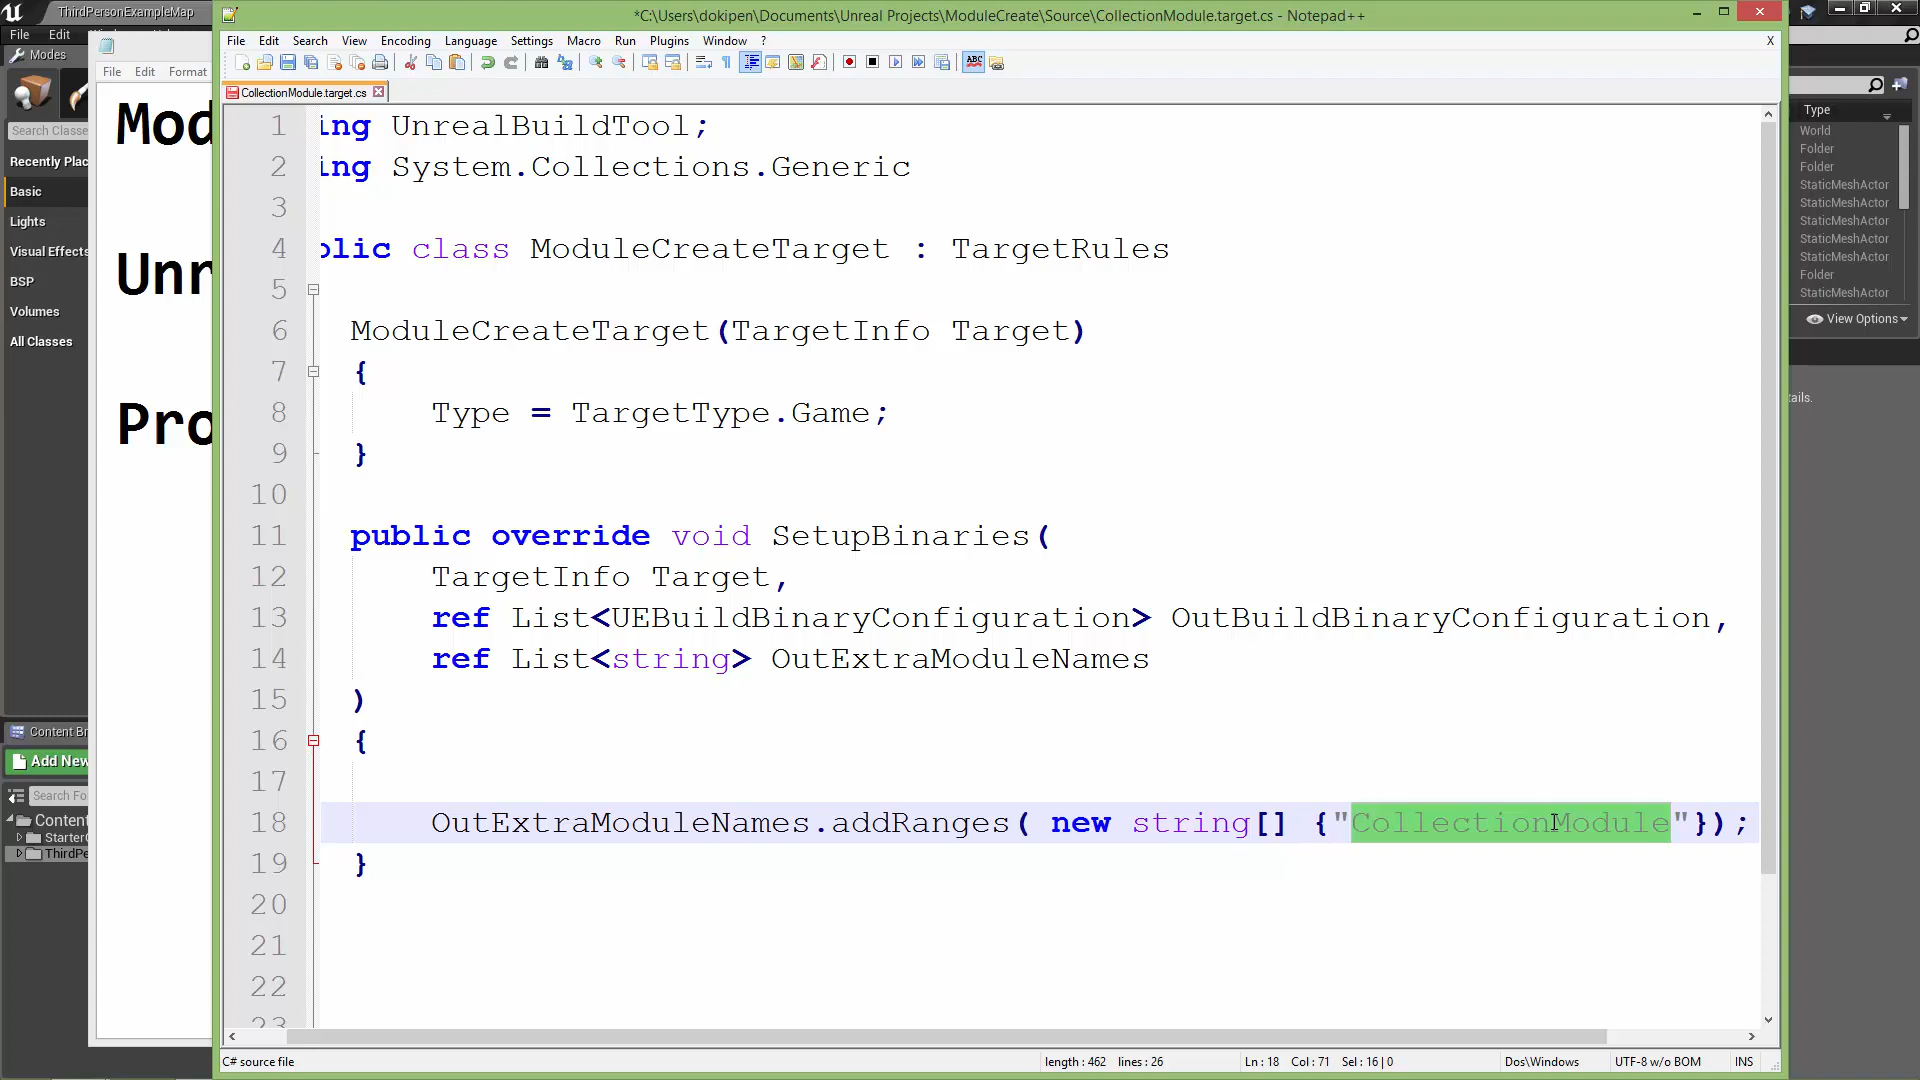 ThirdPersonExampleMap
File Edit
Modes
Search Classe
Recently Plac
Basic
Lights
Visual Effects
BSP
Volumes
All Classes
Content Br
Add New
Search Fo
Content
StarterC
ThirdPe
File Edit Format
Mod
Unr
Pro
*C:\Users\dokipen\Documents\Unreal Projects\ModuleCreate\Source\CollectionModule.target.cs - Notepad++
File Edit Search View Encoding Language Settings Macro Run Plugins Window ? X
CollectionModule.target.cs
1 ing UnrealBuildTool;
2 ing System.Collections.Generic
3
4 olic class ModuleCreateTarget : TargetRules
5
6 ModuleCreateTarget(TargetInfo Target)
7 {
8 Type = TargetType.Game;
9 }
10
11 public override void SetupBinaries(
12 TargetInfo Target,
13 ref List<UEBuildBinaryConfiguration> OutBuildBinaryConfiguration,
14 ref List<string> OutExtraModuleNames
15 )
16 {
17
18 OutExtraModuleNames.addRanges( new string[] {"CollectionModule"});
19 }
20
21
22
23
C# source file length : 462 lines : 26 Ln : 18 Col : 71 Sel : 16 | 0 Dos\Windows UTF-8 w/o BOM INS
Type
World
Folder
Folder
StaticMeshActor
StaticMeshActor
StaticMeshActor
StaticMeshActor
StaticMeshActor
Folder
StaticMeshActor
View Options
tails.